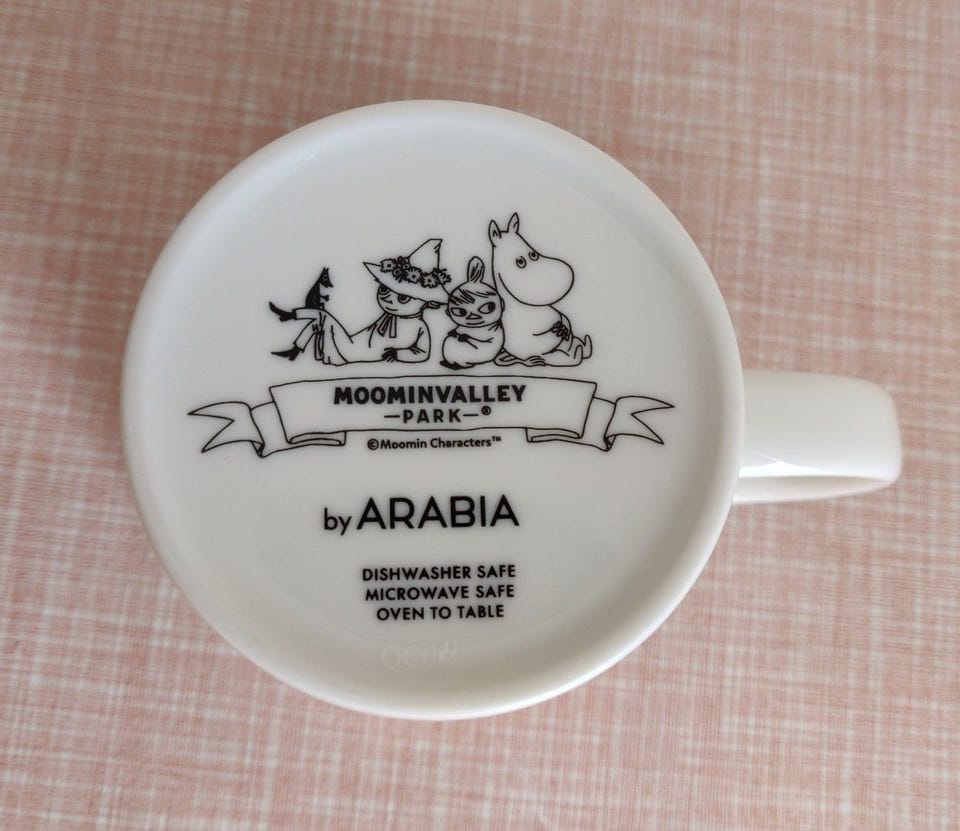 MOOMINVALLEY
—PARK—®
©Moomin Characters™
by ARABIA
DISHWASHER SAFE
MICROWAVE SAFE
OVEN TO TABLE